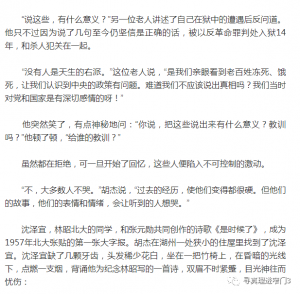 “说这些，有什么意义？”另一位老人讲述了自己在狱中的遭遇后反问道。
他只不过因为说了几句至今仍坚信是正确的话，被以反革命罪判处入狱14
年，和杀人犯关在一起。
“没有人是天生的右派。”这位老人说，“是我们亲眼看到老百姓冻死、饿
死，让我们认识到中央的政策有问题。难道我们不应该说出真相吗？我们当时
对党和国家是有深切感情的呀！”
他突然笑了，有点神秘地问：“你说，把这些说出来有什么意义？教训
吗？”他顿了顿，“给谁的教训？”
虽然都在拒绝，可一旦开始了回忆，这些人便陷入不可控制的激动。
“不，大多数人不哭。”胡杰说，“过去的经历，使他们变得都很硬。但他们
的故事，他们的表情和情绪，会让听到的人想哭。”
沈泽宜，林昭北大的同学，和张元勋共同创作的诗歌《是时候了》，成为
1957年北大张贴的第一张大字报。胡杰在湖州一处狭小的住屋里找到了沈泽
宜。沈泽宜缺了几颗牙齿，头发稀少花白，坐在一把竹椅上，在昏暗的光线
下，点燃一支烟，背诵他为纪念林昭写的一首诗，双眉不时紧蹙，目光神往而
忧伤：